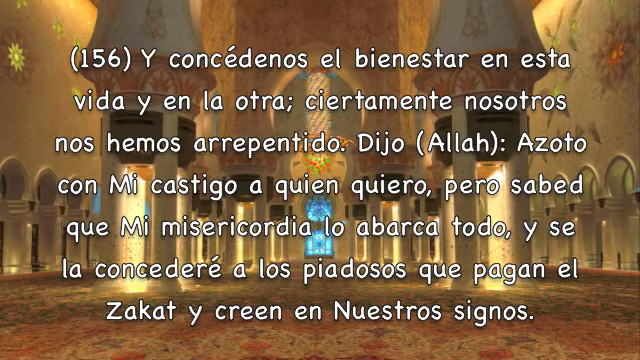 (156) Y concédenos el bienestar en esta
vida y en la otra; ciertamente nosotros
nos hemos arrepentido. Dijo (Allah): Azoto
con Mi castigo a quien quiero, pero sabed
que Mi misericordia lo abarca todo, y se
la concederé a los piadosos que pagan el
Zakat y creen en Nuestros signos.